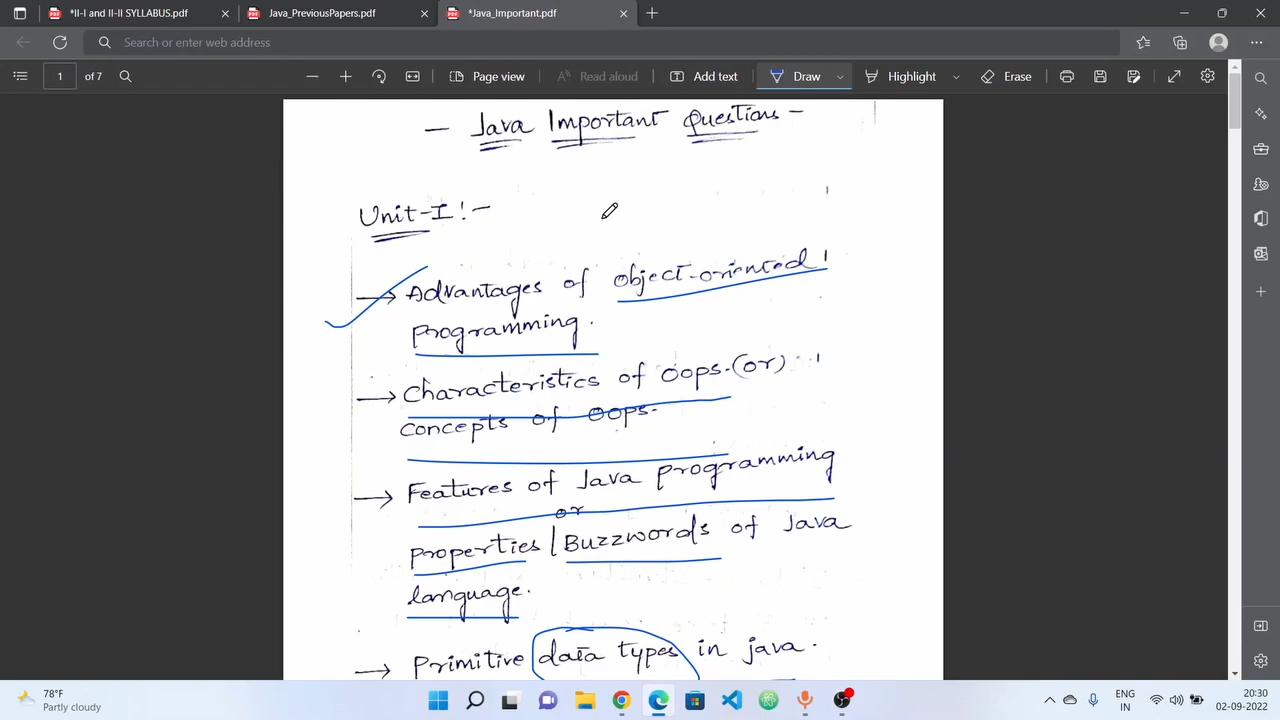 *II-I and II-II SYLLABUS.pdf
Java_PreviousPapers.pdf
*Java_Important.pdf
Search or enter web address
1 of 7
Page view
Read aloud
Add text
Draw
Highlight
Erase
- Java Important Questions -
Unit-I :-
→ Advantages of object-oriented
programming.
→ Characteristics of oops. (or)
concepts of oops.
→ Features of Java programming
or
properties | Buzzwords of Java
language.
→ Primitive data types in java.
78°F
Partly cloudy
ENG
IN
20:30
02-09-2022